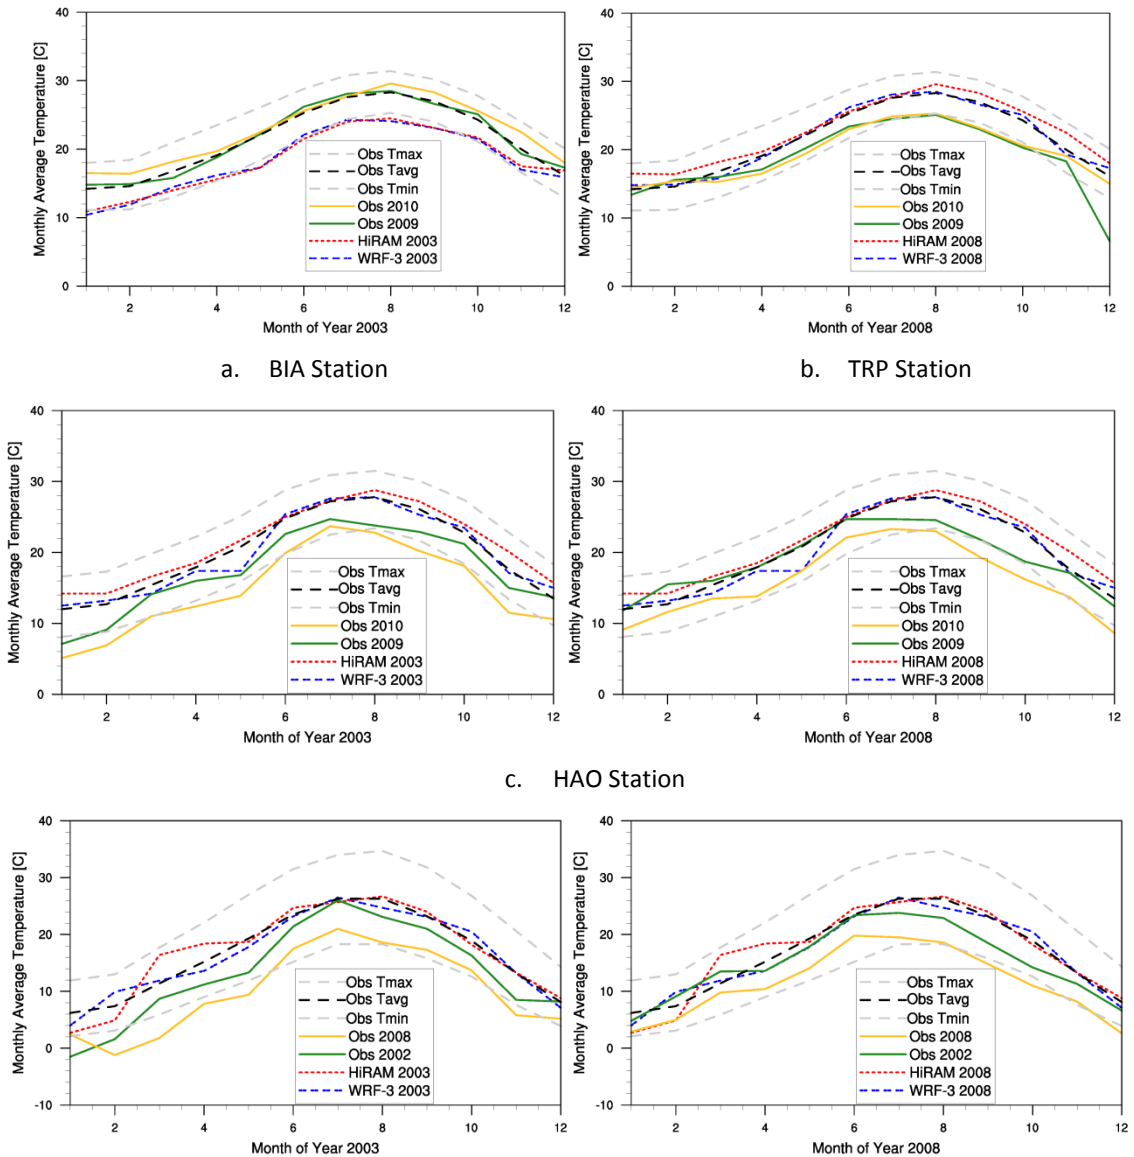 Monthly Average Temperature [C]
40
30
20
10
0
Obs Tmax
Obs Tavg
Obs Tmin
Obs 2010
Obs 2009
HiRAM 2003
WRF-3 2003
2 4 6 8 10 12
Month of Year 2003
Monthly Average Temperature [C]
40
30
20
10
0
Obs Tmax
Obs Tavg
Obs Tmin
Obs 2010
Obs 2009
HiRAM 2008
WRF-3 2008
2 4 6 8 10 12
Month of Year 2008
a. BIA Station
b. TRP Station
Monthly Average Temperature [C]
40
30
20
10
0
Obs Tmax
Obs Tavg
Obs Tmin
Obs 2010
Obs 2009
HiRAM 2003
WRF-3 2003
2 4 6 8 10 12
Month of Year 2003
Monthly Average Temperature [C]
40
30
20
10
0
Obs Tmax
Obs Tavg
Obs Tmin
Obs 2010
Obs 2009
HiRAM 2008
WRF-3 2008
2 4 6 8 10 12
Month of Year 2008
c. HAO Station
Monthly Average Temperature [C]
40
30
20
10
0
-10
Obs Tmax
Obs Tavg
Obs Tmin
Obs 2008
Obs 2002
HiRAM 2003
WRF-3 2003
2 4 6 8 10 12
Month of Year 2003
Monthly Average Temperature [C]
40
30
20
10
0
-10
Obs Tmax
Obs Tavg
Obs Tmin
Obs 2008
Obs 2002
HiRAM 2008
WRF-3 2008
2 4 6 8 10 12
Month of Year 2008